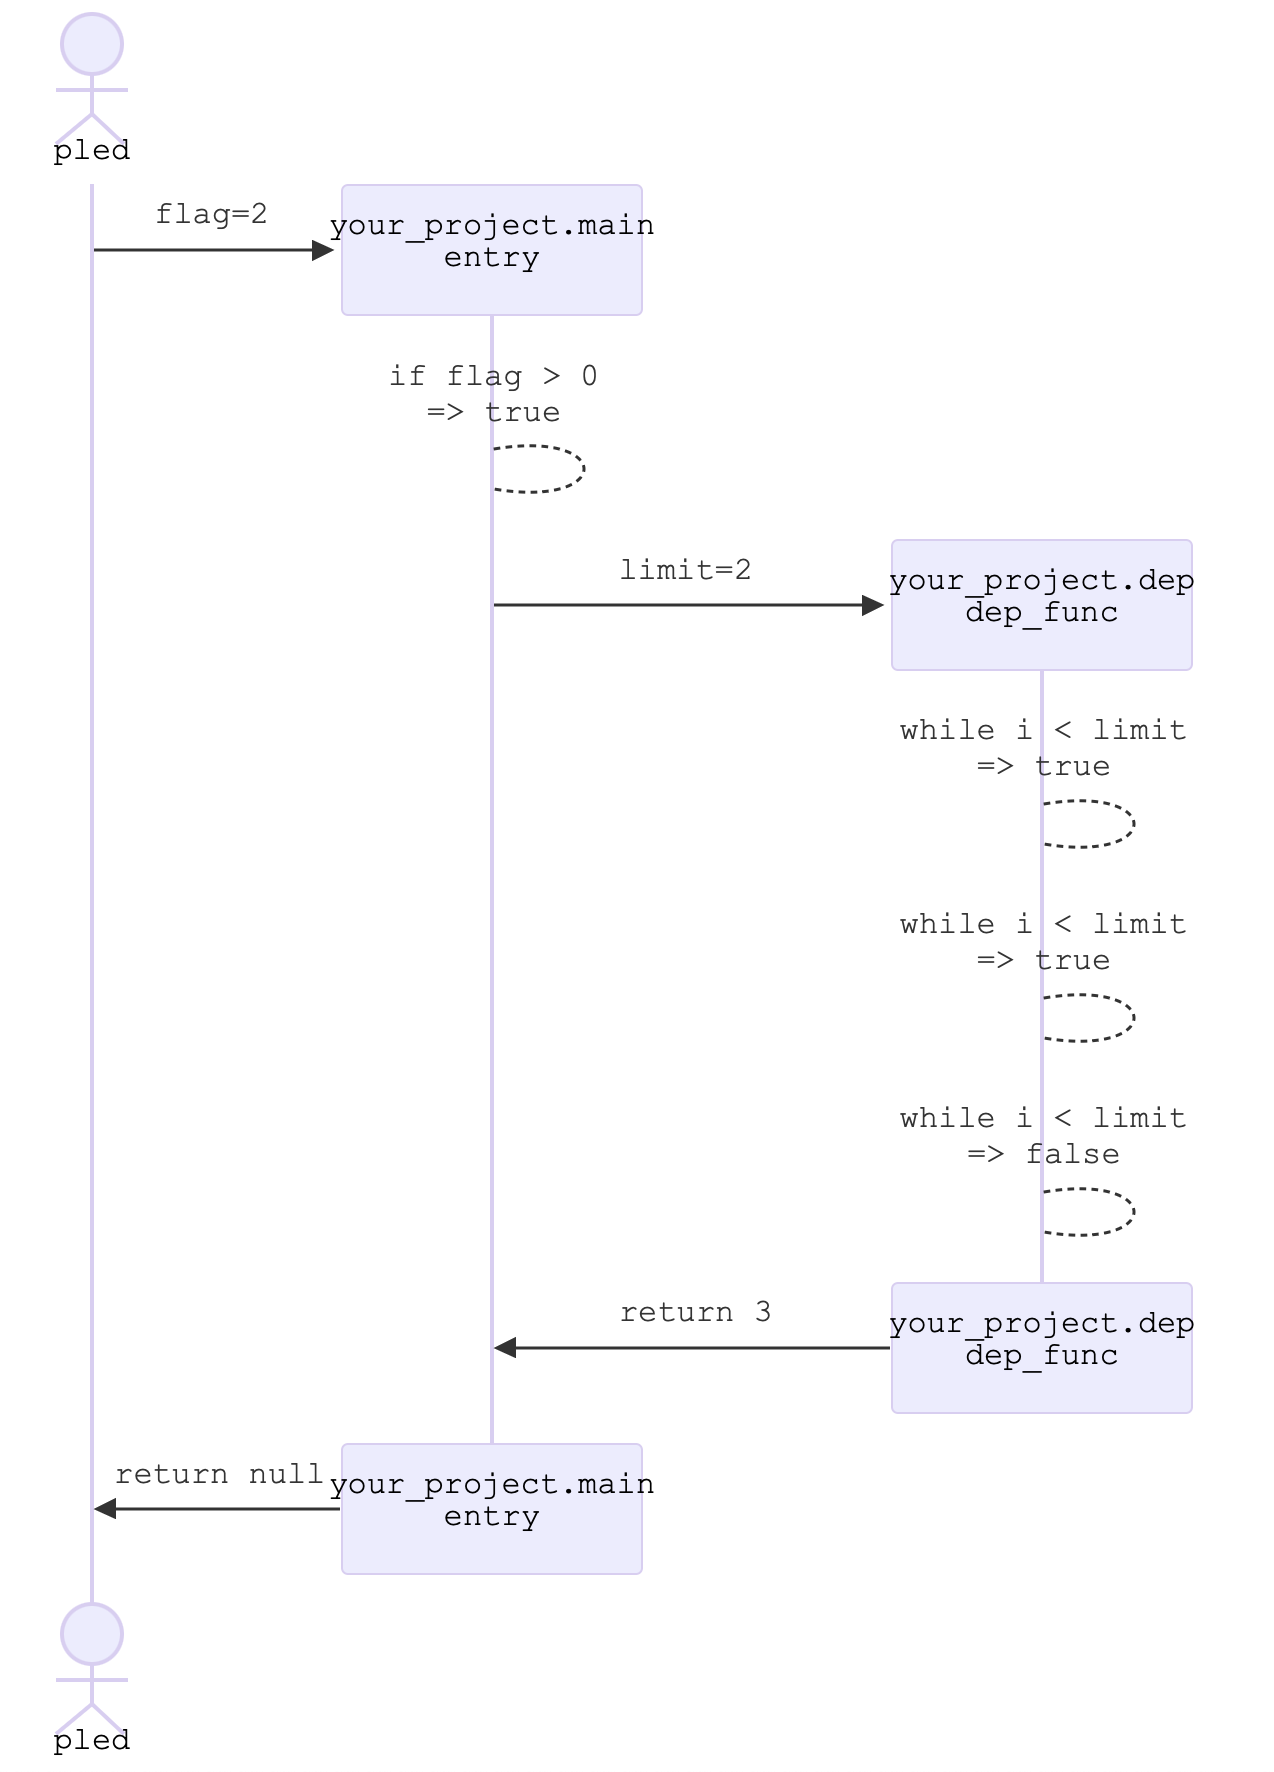 pled
flag=2
your_project.main
entry
if flag > 0
=> true
limit=2
your_project.dep
dep_func
while i < limit
=> true
while i < limit
=> true
while i < limit
=> false
return 3
your_project.dep
dep_func
return null
your_project.main
entry
pled